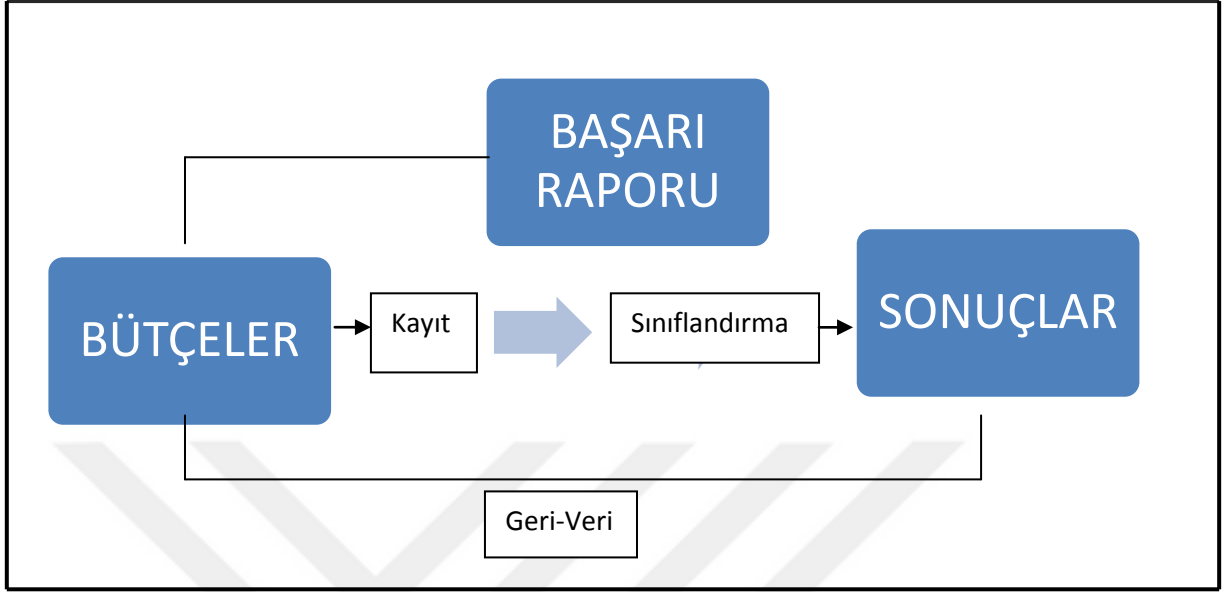 BAŞARI
RAPORU
BÜTÇELER
Kayıt
Sınıflandırma
SONUÇLAR
Geri-Veri